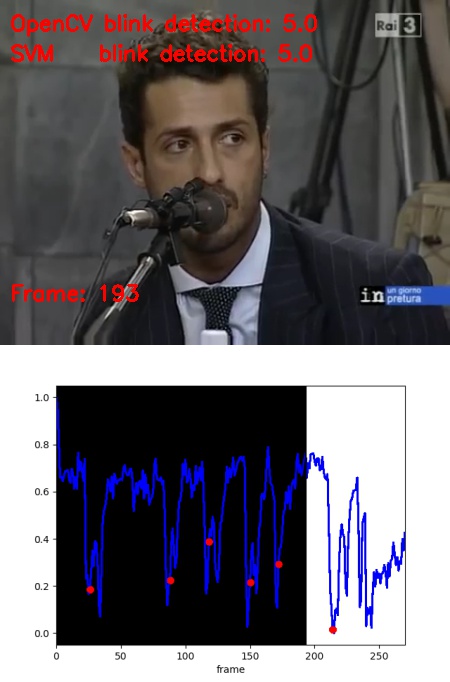 OpenCV blink detection: 5.0
Rai 3
SVM blink detection: 5.0
Frame: 193
in un giorno
pretura
1.0
0.8
0.6
0.4
0.2
0.0
0 50 100 150 200 250
frame